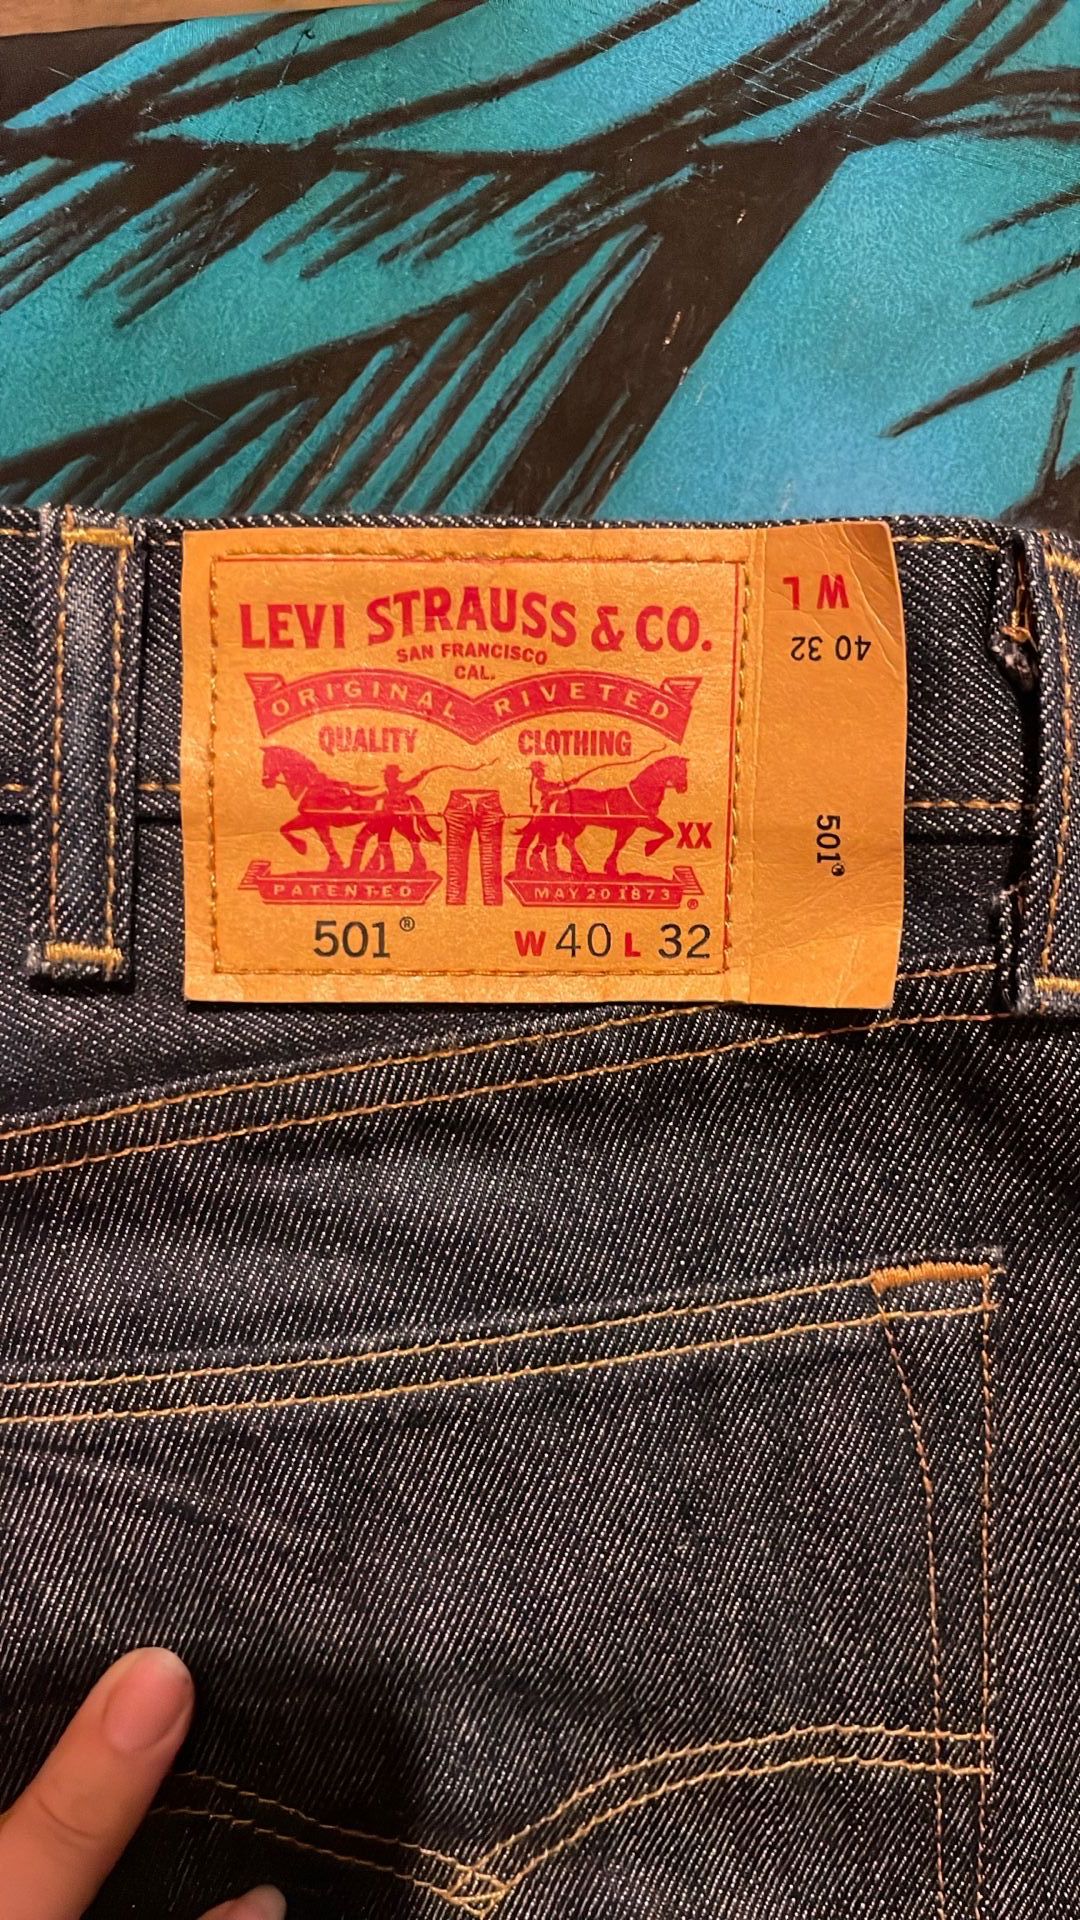 LEVI STRAUSS & CO.
SAN FRANCISCO
CAL.
ORIGINAL RIVETED
QUALITY CLOTHING
XX
PATENTED MAY 20 1873 ®
501® W 40 L 32
W L
40 32
501®